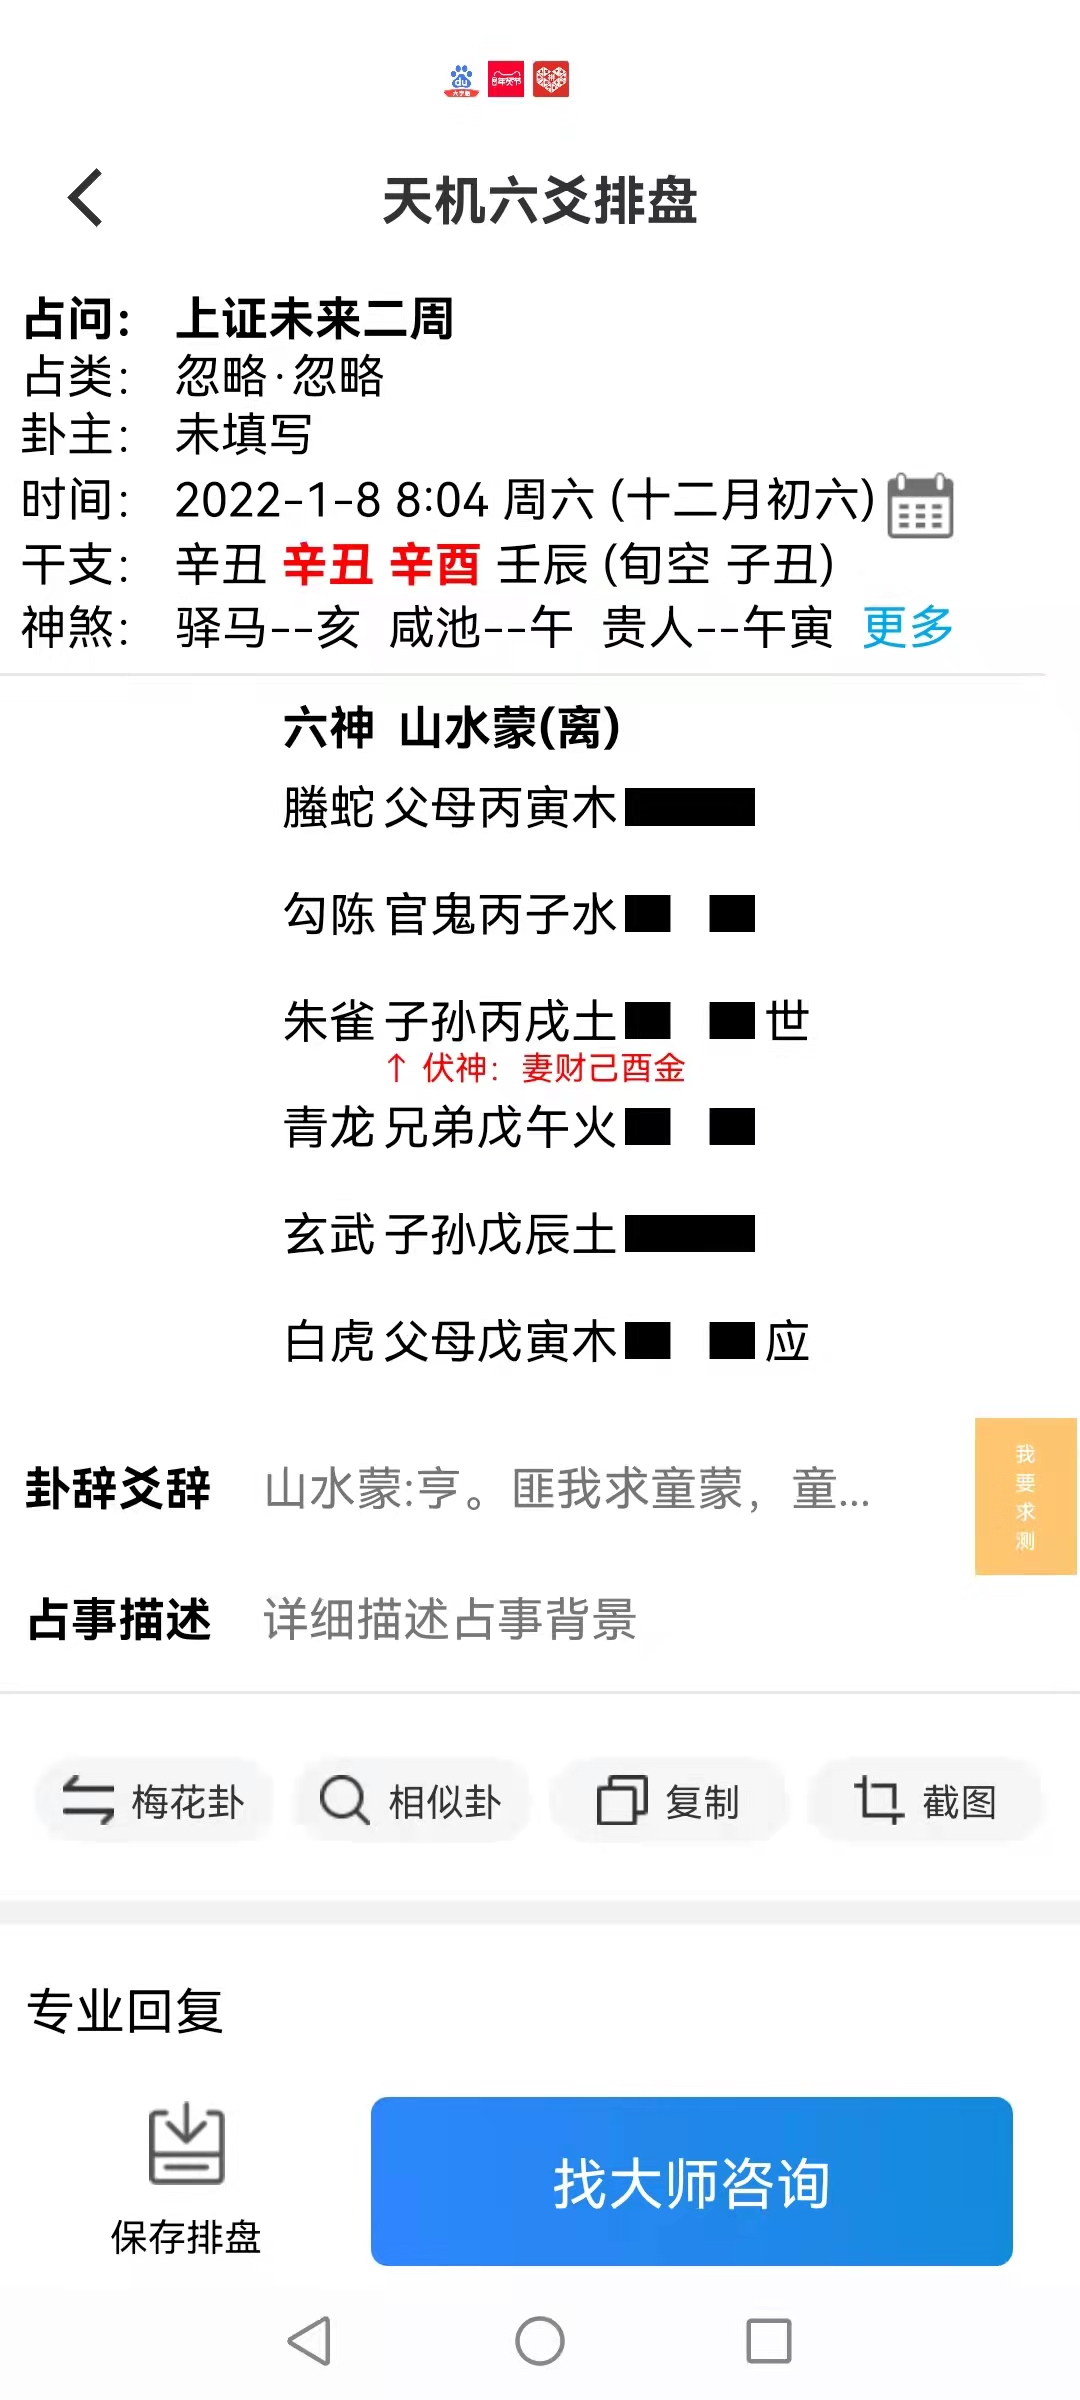 天机六爻排盘
占问： 上证未来二周
占类： 忽略·忽略
卦主： 未填写
时间： 2022-1-8 8:04 周六 (十二月初六)
干支： 辛丑 辛丑 辛酉 壬辰 (旬空 子丑)
神煞： 驿马--亥 咸池--午 贵人--午寅 更多
六神 山水蒙(离)
螣蛇 父母丙寅木
勾陈 官鬼丙子水
朱雀 子孙丙戌土 世
↑ 伏神：妻财己酉金
青龙 兄弟戊午火
玄武 子孙戊辰土
白虎 父母戊寅木 应
卦辞爻辞 山水蒙:亨。匪我求童蒙，童...
我要求测
占事描述 详细描述占事背景
梅花卦 相似卦 复制 截图
专业回复
保存排盘
找大师咨询